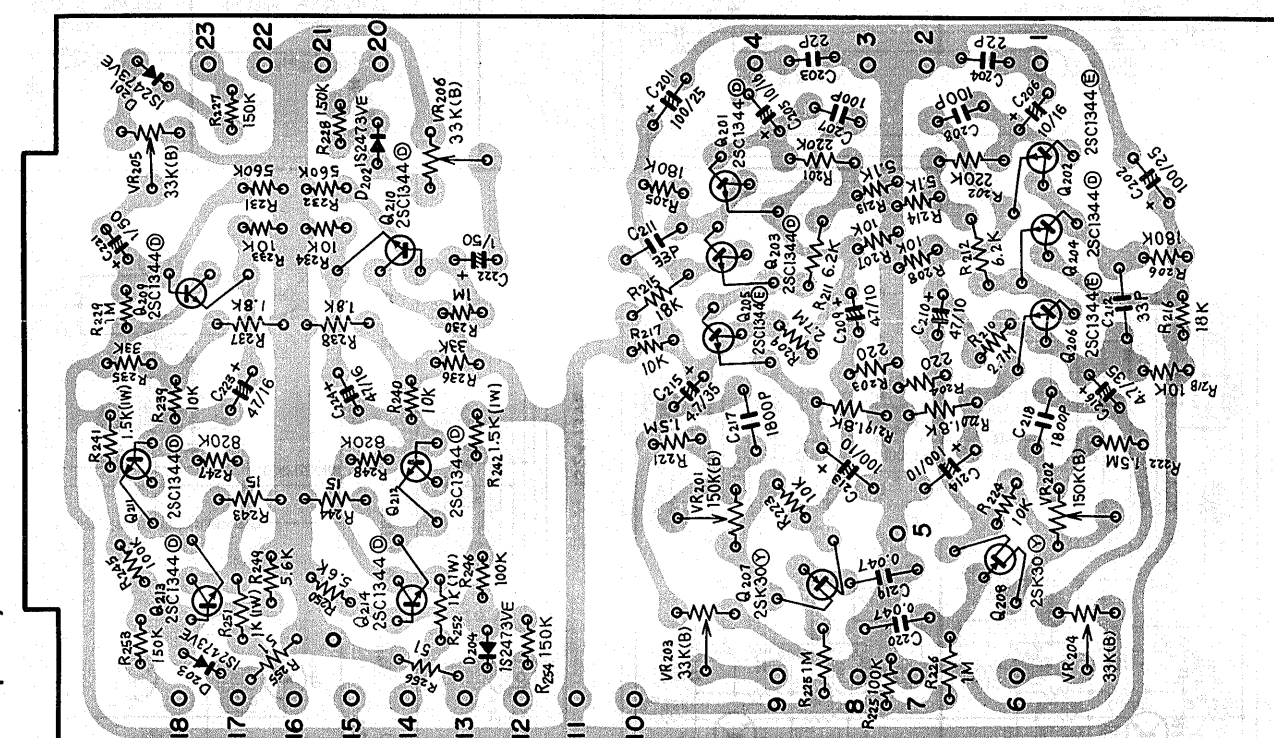 23
22
21
20
D201
1S2473VE
R227
150K
R228
150K
D202
1S2473VE
VR206
33K(B)
VR205
33K(B)
560K
R231
560K
R232
Q210
2SC1344 D
C221
1/50
10K
R233
10K
R234
1/50
C222
R229
1M
Q209
2SC1344 D
1.8K
R237
1.8K
R238
1M
R230
33K
R235
33K
R236
R239
10K
C223
47/16
C224
47/16
R240
10K
R241
1.5K(1W)
Q211
2SC1344 D
820K
R247
820K
R248
Q212
2SC1344 D
R242
1.5K(1W)
15
R243
15
R244
R245
100K
Q213
2SC1344 D
R249
5.6K
R250
5.6K
Q214
2SC1344 D
R246
100K
R251
1K(1W)
R252
1K(1W)
R253
150K
D203
1S2473VE
R255
51
R256
51
D204
1S2473VE
R254
150K
18
17
16
15
14
13
12
11
10
4
3
2
1
C203
22P
C204
22P
C201
100/25
C205
10/16
C207
100P
C208
100P
C206
10/16
2SC1344 E
Q201
2SC1344 D
220K
R201
220K
R202
Q202
2SC1344 D
C202
100/25
180K
R205
5.1K
R213
5.1K
R214
C211
33P
Q203
2SC1344 D
R211
6.2K
10K
R207
10K
R208
R212
6.2K
Q204
2SC1344 E
180K
R206
R215
18K
Q205
2SC1344 E
C209
47/10
C210
47/10
C212
33P
R216
18K
R217
10K
R209
2.7M
R210
2.7M
Q206
R218
10K
220
R203
220
R204
C215
4.7/35
C216
4.7/35
C217
1800P
C218
1800P
R219
1.8K
R220
1.8K
1.5M
R221
R222
1.5M
C213
100/10
C214
100/10
VR201
150K(B)
R223
10K
R224
10K
VR202
150K(B)
5
Q207
2SK30 Y
0.047
C219
0.047
C220
Q208
2SK30 Y
VR203
33K(B)
R225
1M
R225
100K
R226
1M
VR204
33K(B)
9
8
7
6